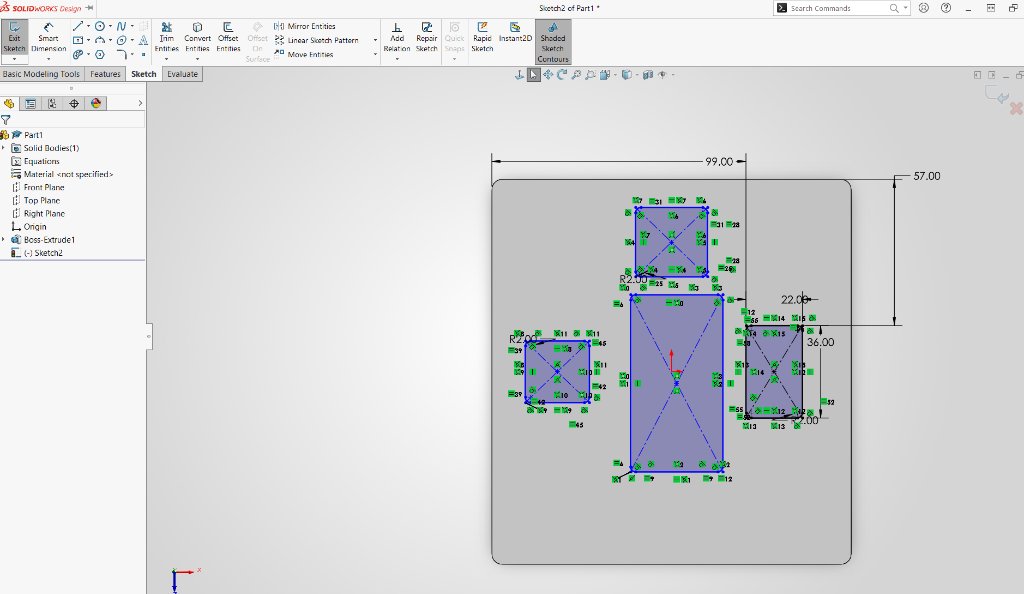 SOLIDWORKS Design
Sketch2 of Part1 *
Search Commands
Exit Sketch
Smart Dimension
Trim Entities
Convert Entities
Offset Entities
Offset On Surface
Mirror Entities
Linear Sketch Pattern
Move Entities
Add Relation
Repair Sketch
Quick Snaps
Rapid Sketch
Instant2D
Shaded Sketch Contours
Basic Modeling Tools
Features
Sketch
Evaluate
Part1
Solid Bodies(1)
Equations
Material <not specified>
Front Plane
Top Plane
Right Plane
Origin
Boss-Extrude1
(-) Sketch2
99.00
57.00
R2.00
22.00
R2.00
36.00
R2.00